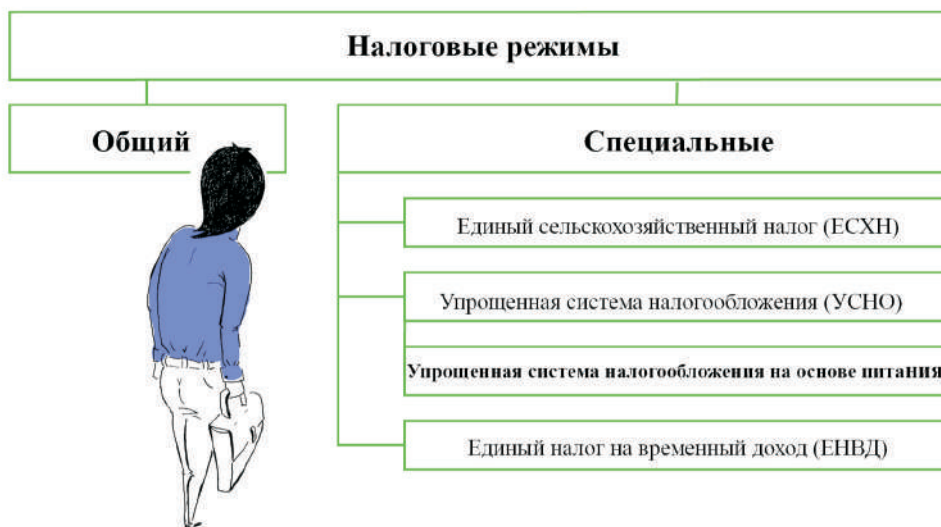 Налоговые режимы
Общий
Специальные
Единый сельскохозяйственный налог (ЕСХН)
Упрощенная система налогообложения (УСНО)
Упрощенная система налогообложения на основе питания
Единый налог на временный доход (ЕНВД)